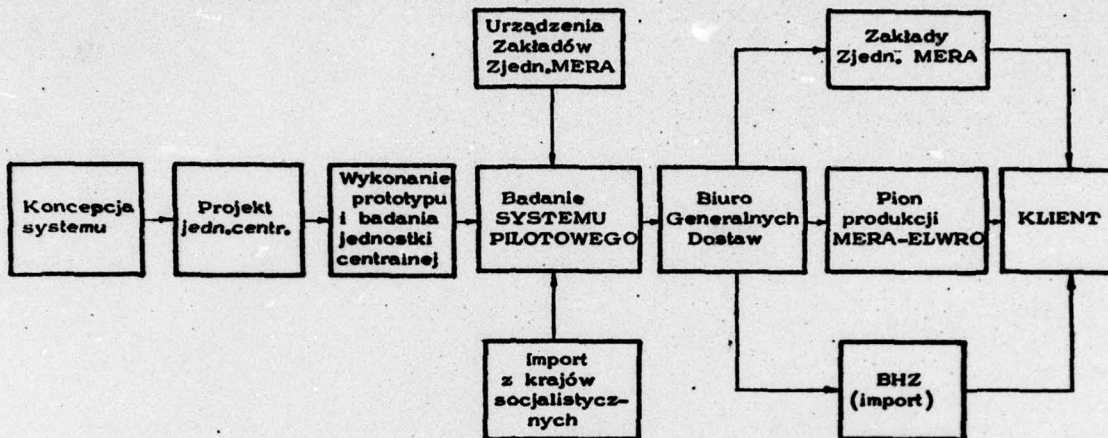 Urządzenia
Zakładów
Zjedn.MERA
Zakłady
Zjedn. MERA
Koncepcja
systemu
Projekt
jedn.centr.
Wykonanie
prototypu
i badania
jednostki
centralnej
Badanie
SYSTEMU
PILOTOWEGO
Biuro
Generalnych
Dostaw
Pion
produkcji
MERA-ELWRO
KLIENT
Import
z krajów
socjalistycz-
nych
BHZ
(import)